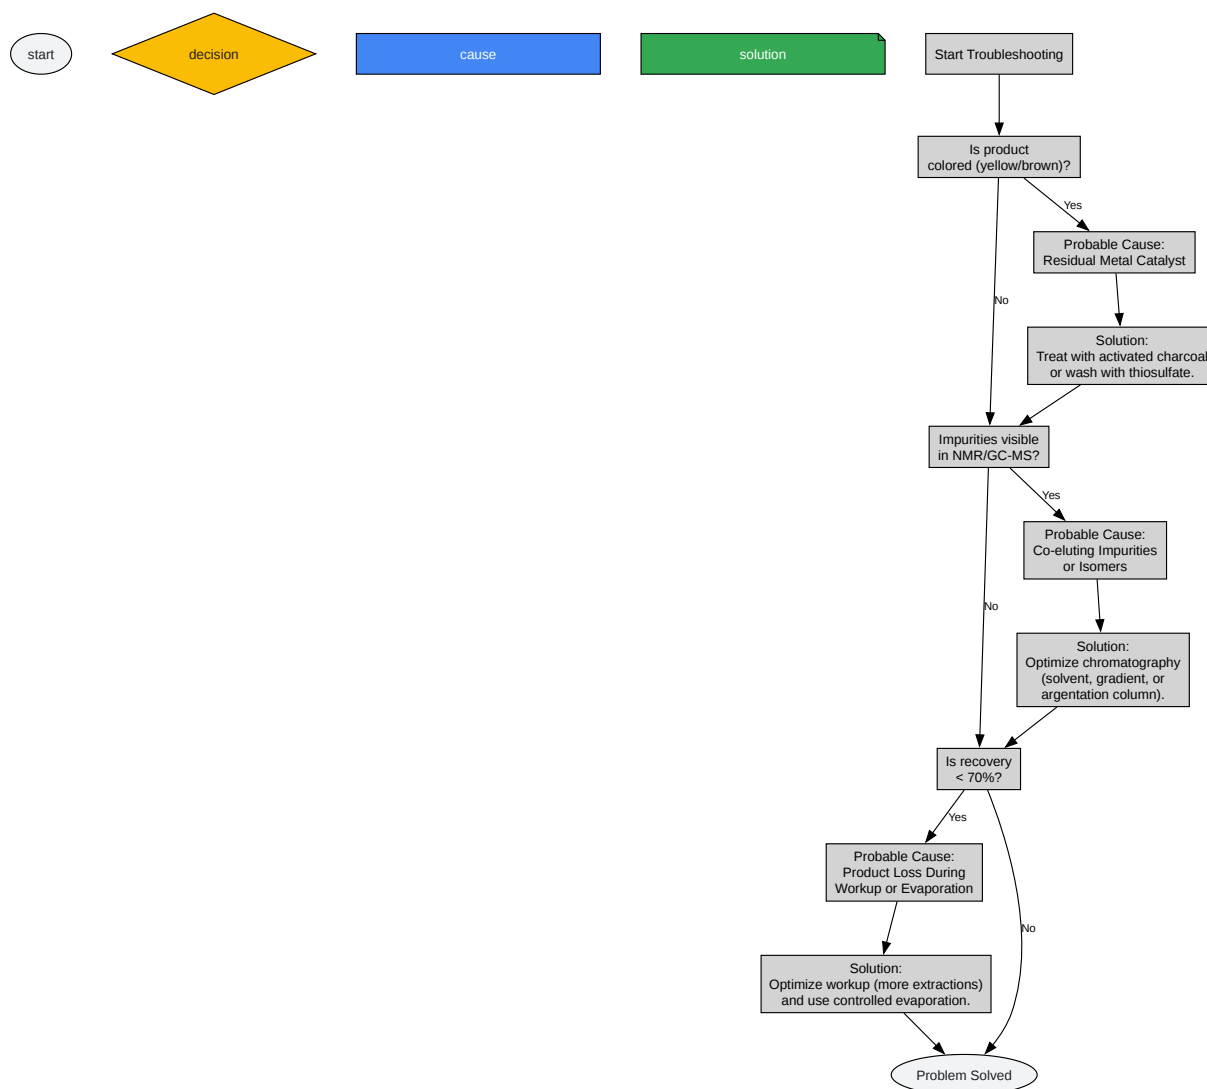 start
decision
cause
solution
Start Troubleshooting
Is product
colored (yellow/brown)?
Yes
Probable Cause:
Residual Metal Catalyst
No
Solution:
Treat with activated charcoal
or wash with thiosulfate.
Impurities visible
in NMR/GC-MS?
Yes
Probable Cause:
Co-eluting Impurities
or Isomers
No
Solution:
Optimize chromatography
(solvent, gradient, or
argentation column).
Is recovery
< 70%?
Yes
Probable Cause:
Product Loss During
Workup or Evaporation
No
Solution:
Optimize workup (more extractions)
and use controlled evaporation.
Problem Solved